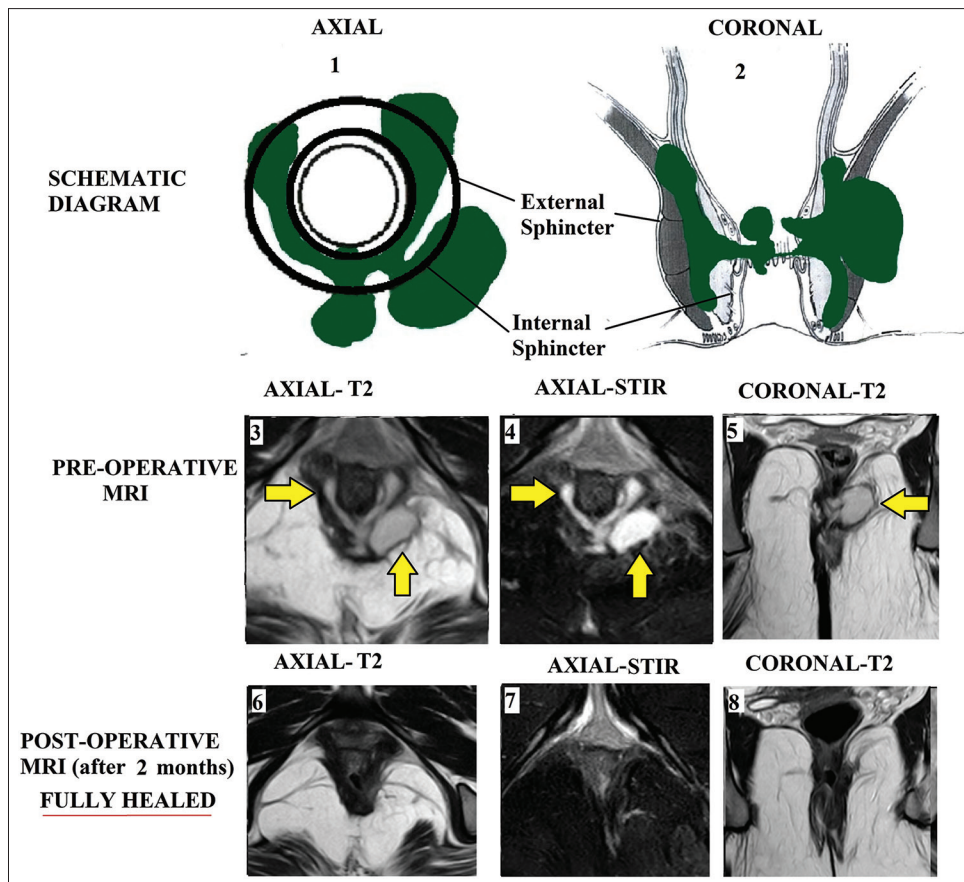 AXIAL
CORONAL
1
2
SCHEMATIC
DIAGRAM
External
Sphincter
Internal
Sphincter
AXIAL- T2
AXIAL-STIR
CORONAL-T2
PRE-OPERATIVE
MRI
3
4
5
AXIAL- T2
AXIAL-STIR
CORONAL-T2
POST-OPERATIVE
MRI (after 2 months)
FULLY HEALED
6
7
8